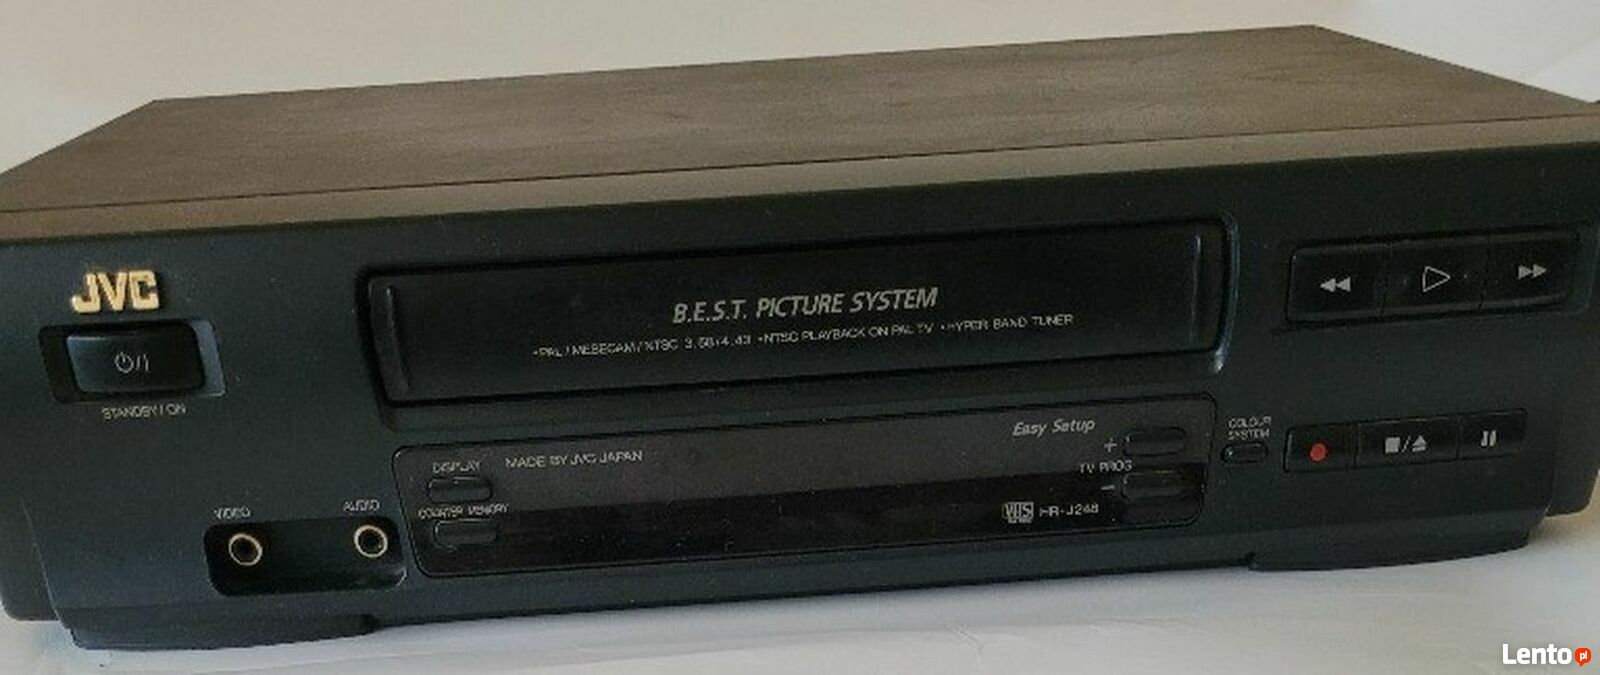 JVC
STANDBY / ON
B.E.S.T. PICTURE SYSTEM
•PAL / MESECAM / NTSC 3.58/4.43 •NTSC PLAYBACK ON PAL TV •HYPER BAND TUNER
DISPLAY
MADE BY JVC JAPAN
Easy Setup
+
COLOUR
SYSTEM
TV PROG
-
COUNTER MEMORY
VHS
HR-J248
VIDEO
AUDIO
Lento pl